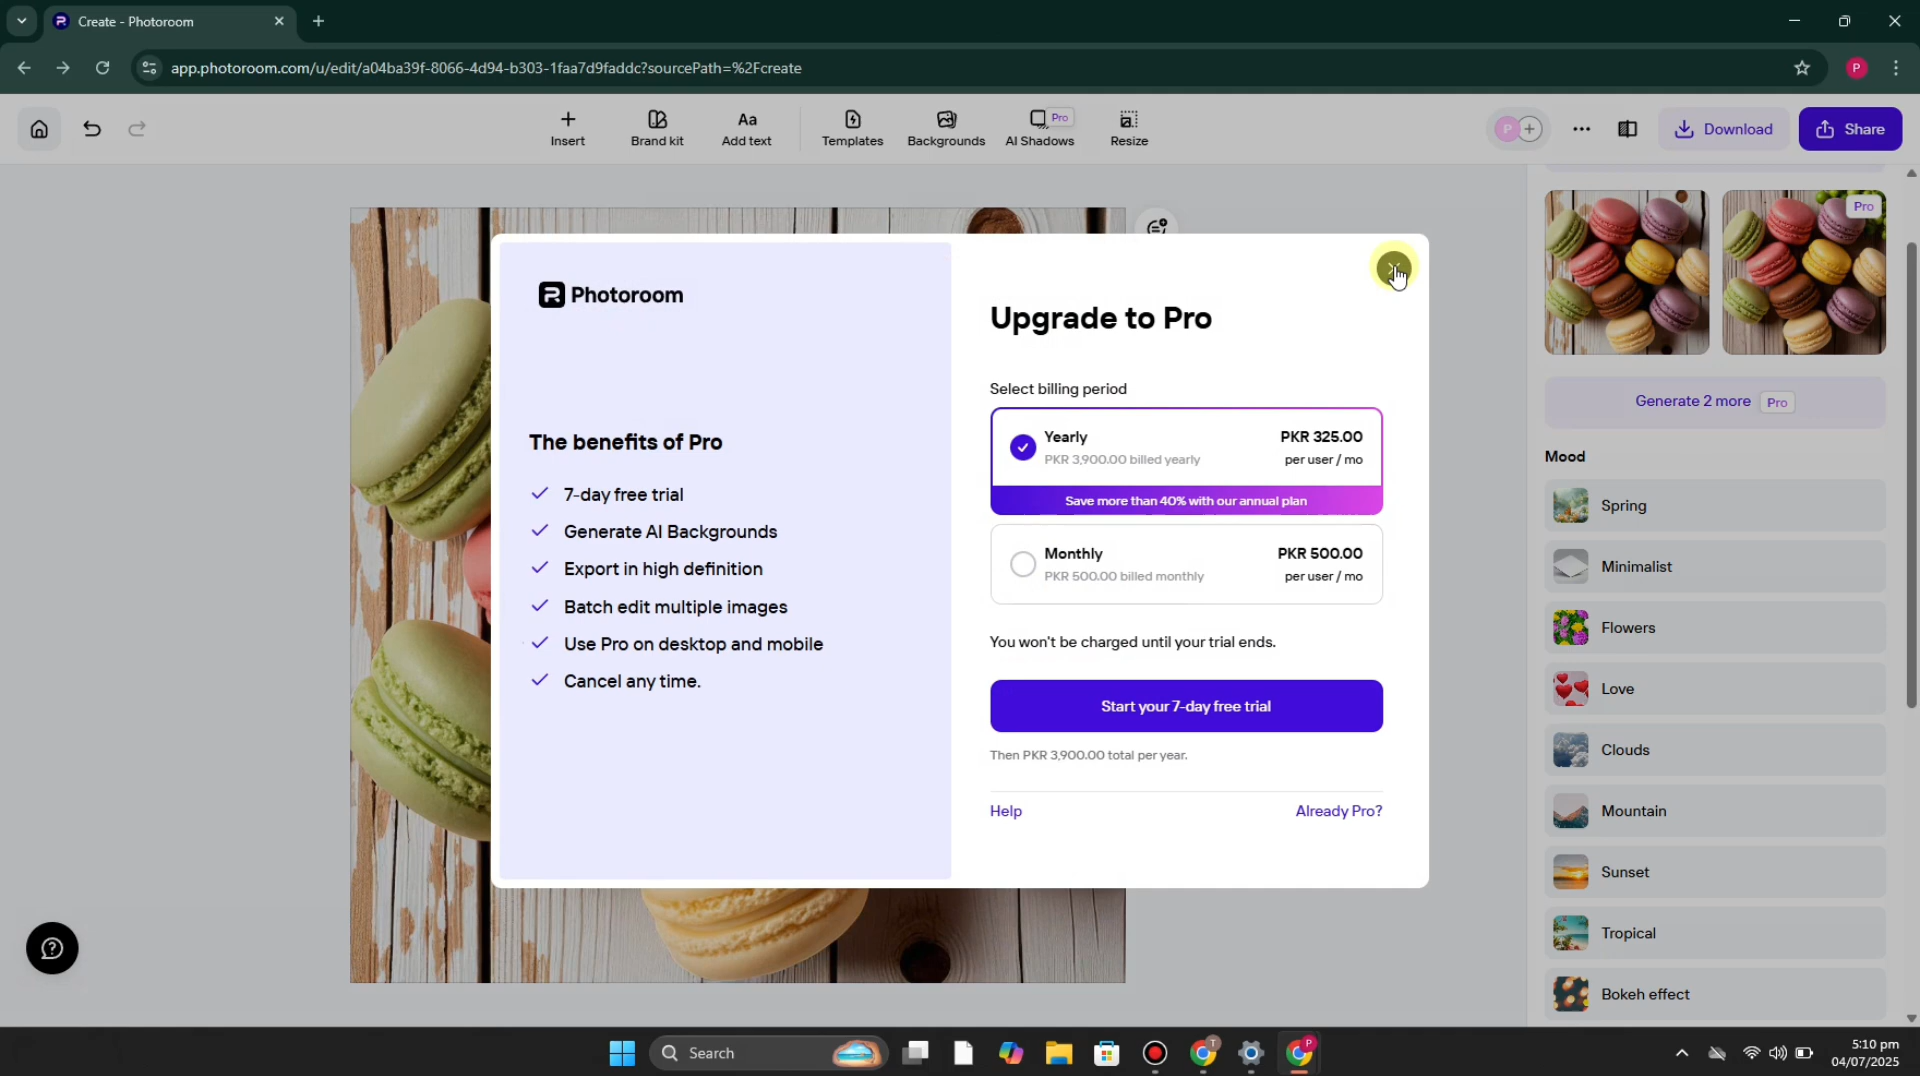 Create - Photoroom
app.photoroom.com/u/edit/a04ba39f-8066-4d94-b303-1faa7d9faddc?sourcePath=%2Fcreate
P
Insert
Brand kit
Aa
Add text
Templates
Backgrounds
Pro
AI Shadows
Resize
P
Download
Share
Photoroom
The benefits of Pro
7-day free trial
Generate AI Backgrounds
Export in high definition
Batch edit multiple images
Use Pro on desktop and mobile
Cancel any time.
Upgrade to Pro
Select billing period
Yearly
PKR 3,900.00 billed yearly
PKR 325.00
per user / mo
Save more than 40% with our annual plan
Monthly
PKR 500.00 billed monthly
PKR 500.00
per user / mo
You won't be charged until your trial ends.
Start your 7-day free trial
Then PKR 3,900.00 total per year.
Help
Already Pro?
Pro
Generate 2 more Pro
Mood
Spring
Minimalist
Flowers
Love
Clouds
Mountain
Sunset
Tropical
Bokeh effect
Search
T
P
5:10 pm
04/07/2025